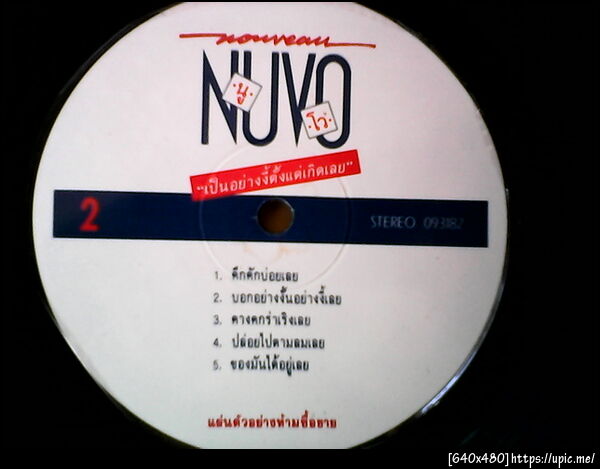 nouveau
NUVO
นู
โว
"เป็นอย่างงี้ตั้งแต่เกิดเลย"
2
STEREO 093182
1. คึกคักบ่อยเลย
2. บอกอย่างงั้นอย่างงี้เลย
3. คางคกร่าเริงเลย
4. ปล่อยไปตามลมเลย
5. ของมันได้อยู่เลย
แผ่นตัวอย่างห้ามซื้อขาย
[640x480]https://upic.me/